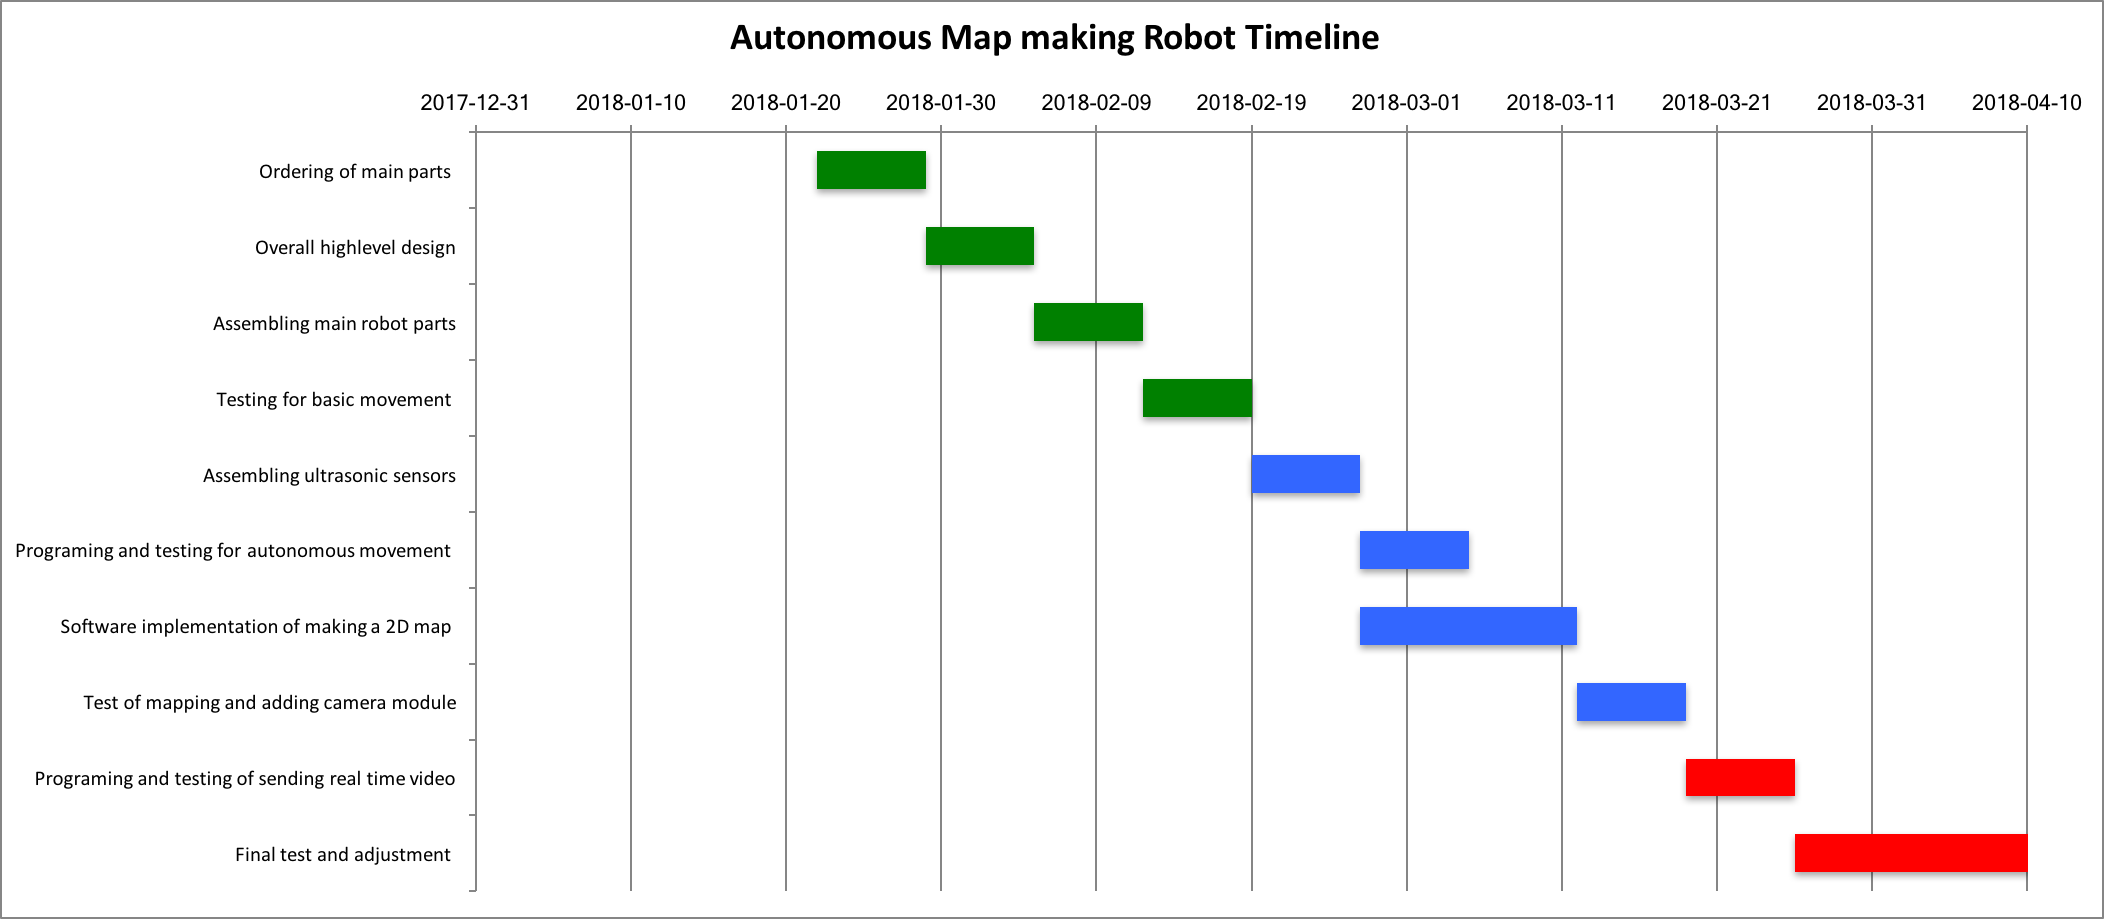 Autonomous Map making Robot Timeline
2017-12-31 2018-01-10 2018-01-20 2018-01-30 2018-02-09 2018-02-19 2018-03-01 2018-03-11 2018-03-21 2018-03-31 2018-04-10
Ordering of main parts
Overall highlevel design
Assembling main robot parts
Testing for basic movement
Assembling ultrasonic sensors
Programing and testing for autonomous movement
Software implementation of making a 2D map
Test of mapping and adding camera module
Programing and testing of sending real time video
Final test and adjustment